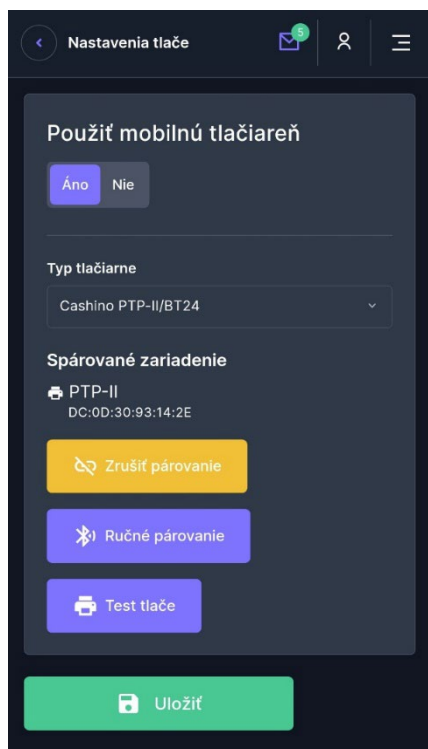 Nastavenia tlače
5
Použiť mobilnú tlačiareň
Áno Nie
Typ tlačiarne
Cashino PTP-II/BT24
Spárované zariadenie
PTP-II
DC:0D:30:93:14:2E
Zrušiť párovanie
Ručné párovanie
Test tlače
Uložiť